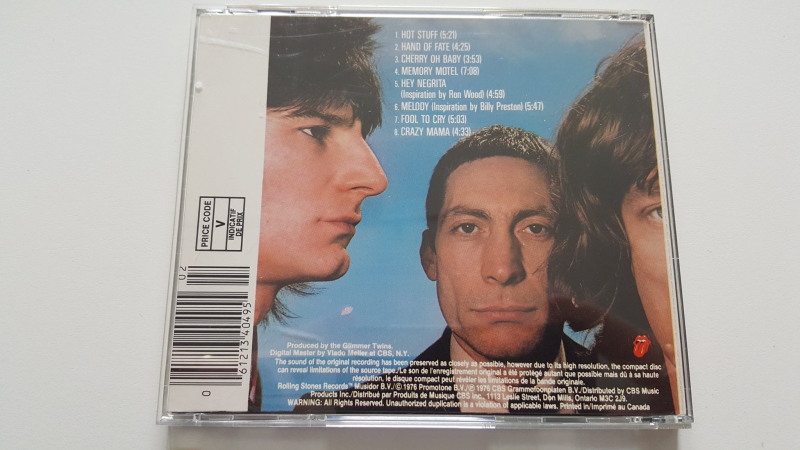 1. HOT STUFF (5:21)
2. HAND OF FATE (4:25)
3. CHERRY OH BABY (3:53)
4. MEMORY MOTEL (7:08)
5. HEY NEGRITA
(Inspiration by Ron Wood) (4:59)
6. MELODY (Inspiration by Billy Preston) (5:47)
7. FOOL TO CRY (5:03)
8. CRAZY MAMA (4:33)
PRICE CODE
V
INDICATIF
DE PRIX
02
0
61213 40495
Produced by the Glimmer Twins.
Digital Master by Vlado Meller at CBS, N.Y.
The sound of the original recording has been preserved as closely as possible, however due to its high resolution, the compact disc
can reveal limitations of the source tape./Le son de l'enregistrement original a été protégé autant que possible mais dû à sa haute
résolution, le disque compact peut révéler les limitations de la bande originale.
Rolling Stones Records™ Musidor B.V./Ⓒ 1976 Promotone B.V./Ⓟ 1976 CBS Grammofoonplaten B.V./Distributed by CBS Music
Products Inc./Distribué par Produits de Musique CBS Inc., 1113 Leslie Street, Don Mills, Ontario M3C 2J9.
WARNING: All Rights Reserved. Unauthorized duplication is a violation of applicable laws. Printed in/Imprimé au Canada